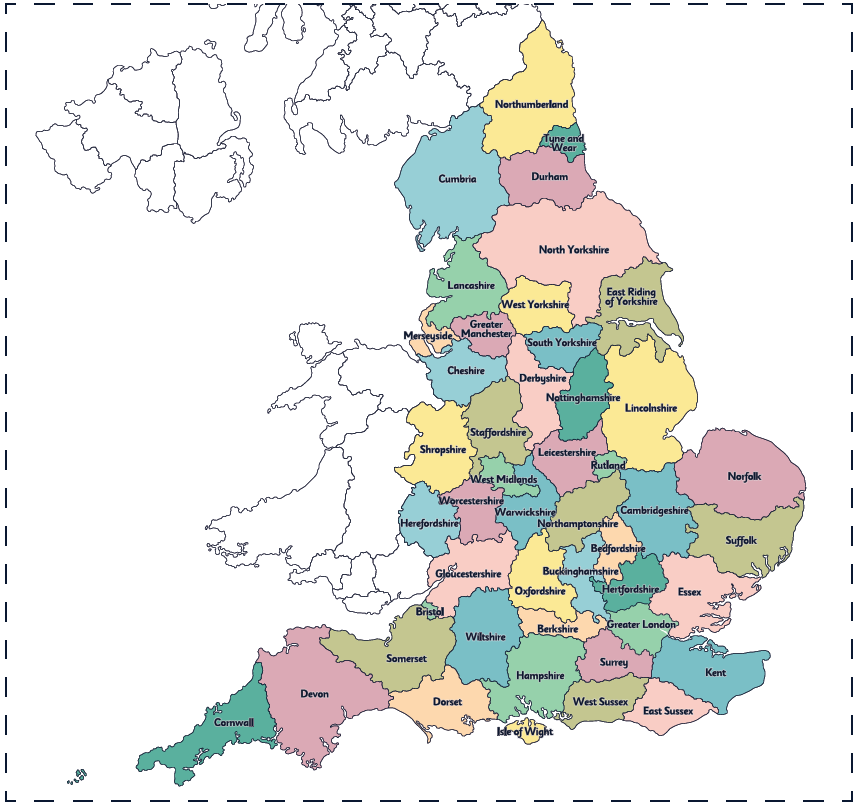 Northumberland
Tyne and
Wear
Durham
Cumbria
North Yorkshire
Lancashire
East Riding
of Yorkshire
West Yorkshire
Greater
Manchester
Merseyside
South Yorkshire
Cheshire
Derbyshire
Nottinghamshire
Lincolnshire
Staffordshire
Shropshire
Leicestershire
Rutland
Norfolk
West Midlands
Worcestershire
Warwickshire
Cambridgeshire
Herefordshire
Northamptonshire
Suffolk
Bedfordshire
Gloucestershire
Buckinghamshire
Oxfordshire
Hertfordshire
Essex
Bristol
Greater London
Berkshire
Wiltshire
Somerset
Surrey
Kent
Hampshire
Devon
Dorset
West Sussex
East Sussex
Cornwall
Isle of Wight